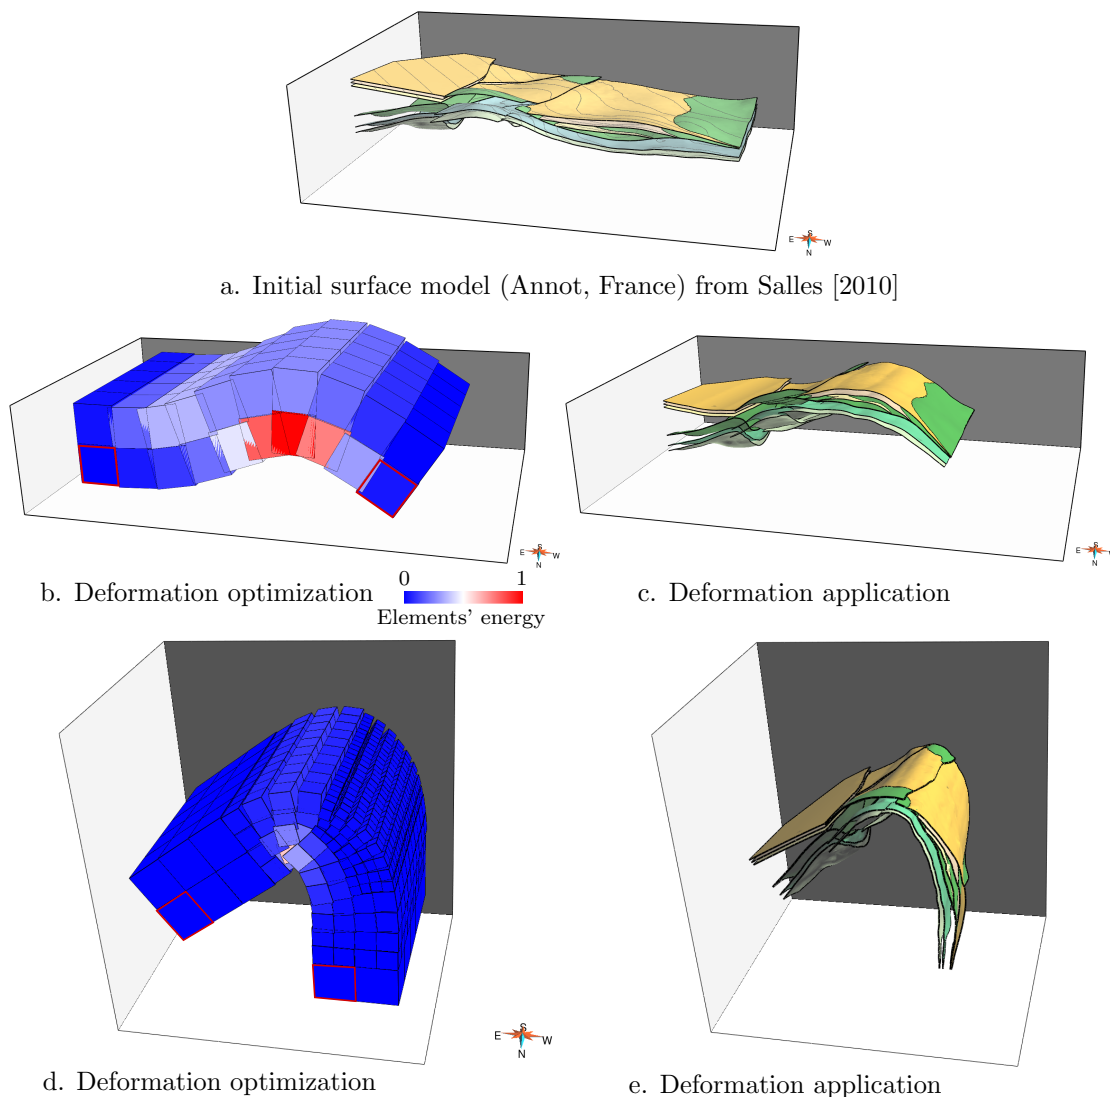 S
E W
N
a. Initial surface model (Annot, France) from Salles [2010]
S
E W
N
S
E W
N
b. Deformation optimization
0 1
Elements' energy
c. Deformation application
S
E W
N
d. Deformation optimization
e. Deformation application